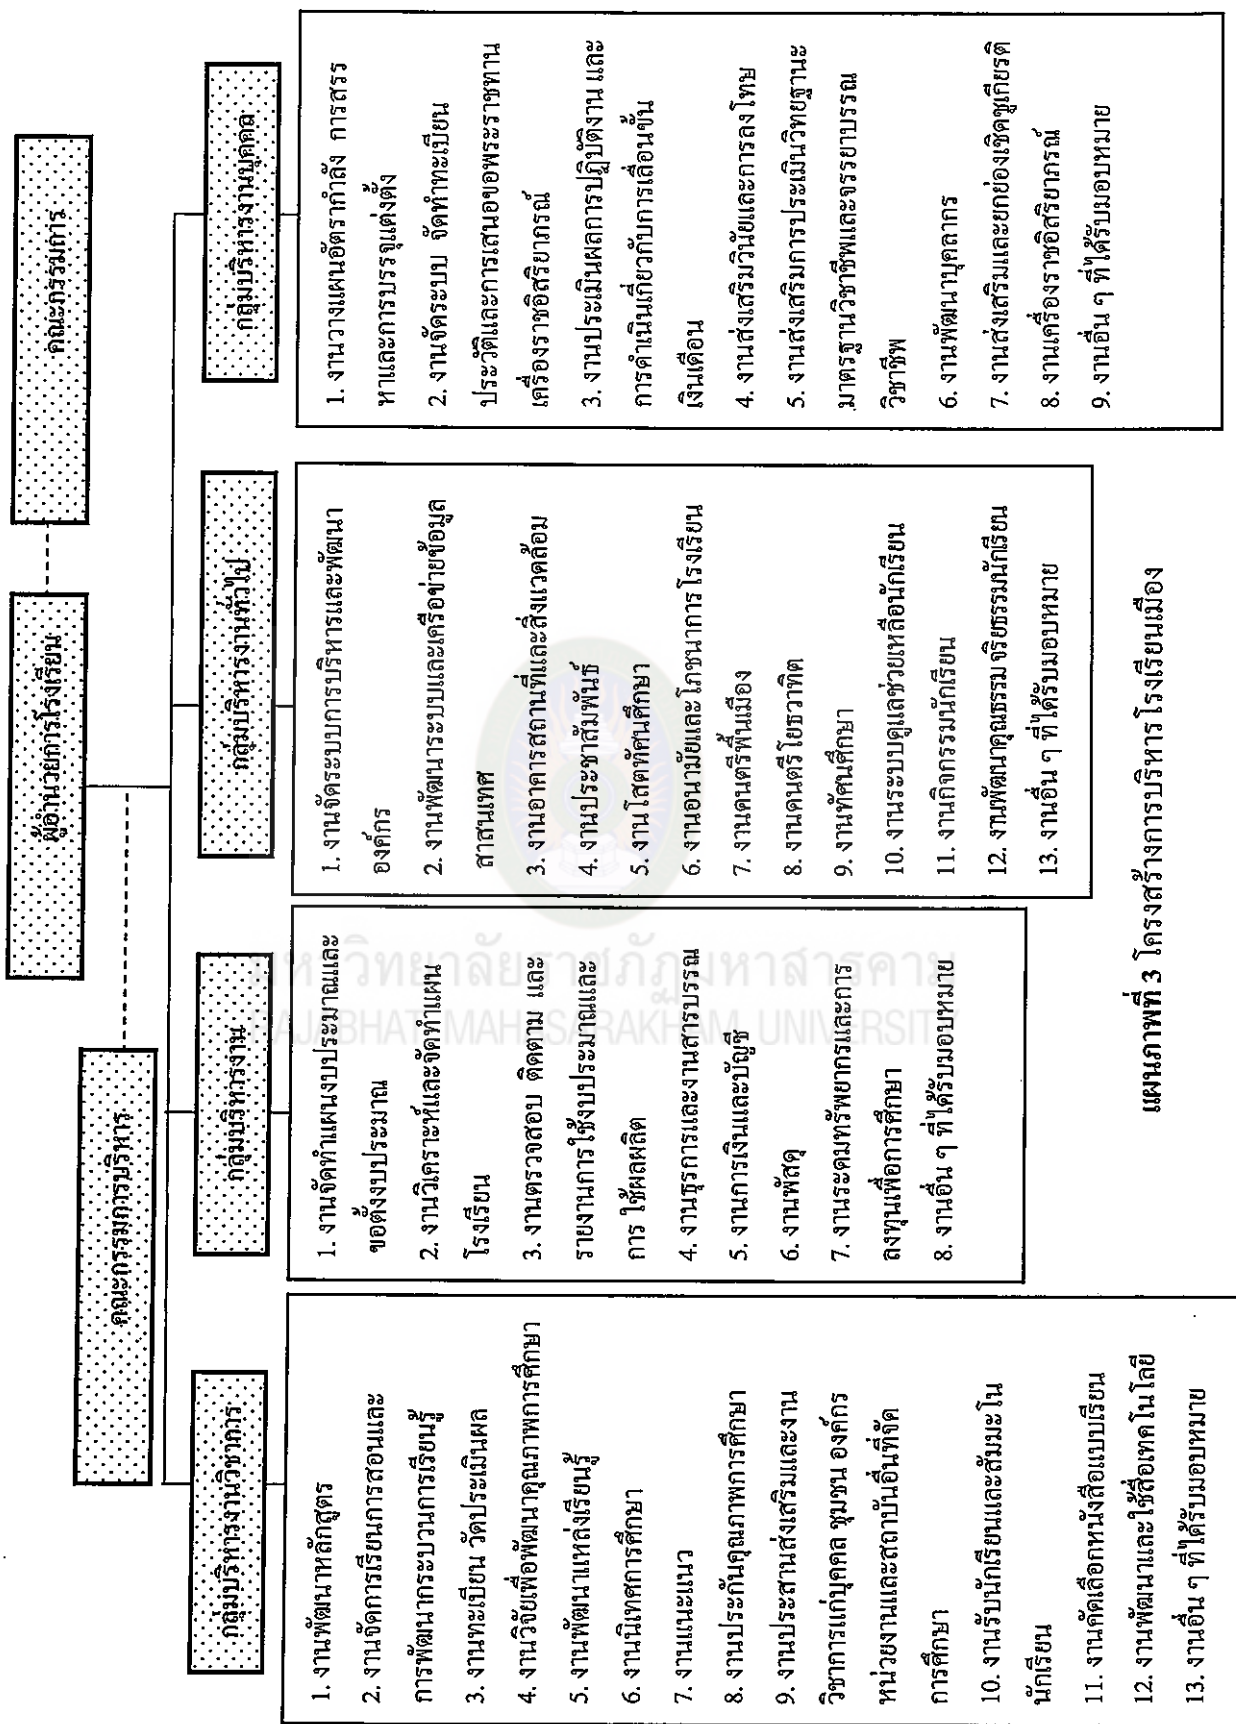 ผู้อำนวยการโรงเรียน
คณะกรรมการ
คณะกรรมการบริหาร
กลุ่มบริหารงานวิชาการ
1. งานพัฒนาหลักสูตร
2. งานจัดการเรียนการสอนและ
การพัฒนากระบวนการเรียนรู้
3. งานทะเบียน วัดประเมินผล
4. งานวิจัยเพื่อพัฒนาคุณภาพการศึกษา
5. งานพัฒนาแหล่งเรียนรู้
6. งานนิเทศการศึกษา
7. งานแนะแนว
8. งานประกันคุณภาพการศึกษา
9. งานประสานส่งเสริมและงาน
วิชาการแก่บุคคล ชุมชน องค์กร
หน่วยงานและสถาบันอื่นที่จัด
การศึกษา
10. งานรับนักเรียนและสัมมะโน
นักเรียน
11. งานคัดเลือกหนังสือแบบเรียน
12. งานพัฒนาและใช้สื่อเทคโนโลยี
13. งานอื่น ๆ ที่ได้รับมอบหมาย
กลุ่มบริหารงาน
1. งานจัดทำแผนงบประมาณและ
ขอตั้งงบประมาณ
2. งานวิเคราะห์และจัดทำแผน
โรงเรียน
3. งานตรวจสอบ ติดตาม และ
รายงานการใช้งบประมาณและ
การ ใช้ผลผลิต
4. งานธุรการและงานสารบรรณ
5. งานการเงินและบัญชี
6. งานพัสดุ
7. งานระดมทรัพยากรและการ
ลงทุนเพื่อการศึกษา
8. งานอื่น ๆ ที่ได้รับมอบหมาย
กลุ่มบริหารงานทั่วไป
1. งานจัดระบบการบริหารและพัฒนา
องค์กร
2. งานพัฒนาระบบและเครือข่ายข้อมูล
สาสนเทศ
3. งานอาคารสถานที่และสิ่งแวดล้อม
4. งานประชาสัมพันธ์
5. งานโสตทัศนศึกษา
6. งานอนามัยและโภชนาการโรงเรียน
7. งานดนตรีพื้นเมือง
8. งานดนตรีโยธวาทิต
9. งานทัศนศึกษา
10. งานระบบดูแลช่วยเหลือนักเรียน
11. งานกิจกรรมนักเรียน
12. งานพัฒนาคุณธรรม จริยธรรมนักเรียน
13. งานอื่น ๆ ที่ได้รับมอบหมาย
กลุ่มบริหารงานบุคคล
1. งานวางแผนอัตรากำลัง การสรร
หาและการบรรจุแต่งตั้ง
2. งานจัดระบบ จัดทำทะเบียน
ประวัติและการเสนอขอพระราชทาน
เครื่องราชอิสริยาภรณ์
3. งานประเมินผลการปฏิบัติงาน และ
การดำเนินเกี่ยวกับการเลื่อนขั้น
เงินเดือน
4. งานส่งเสริมวินัยและการลงโทษ
5. งานส่งเสริมการประเมินวิทยฐานะ
มาตรฐานวิชาชีพและจรรยาบรรณ
วิชาชีพ
6. งานพัฒนาบุคลากร
7. งานส่งเสริมและยกย่องเชิดชูเกียรติ
8. งานเครื่องราชอิสริยาภรณ์
9. งานอื่น ๆ ที่ได้รับมอบหมาย
มหาวิทยาลัยราชภัฏมหาสารคาม
RAJABHAT MAHASARAKHAM UNIVERSITY
แผนภาพที่ 3 โครงสร้างการบริหารโรงเรียนเมือง